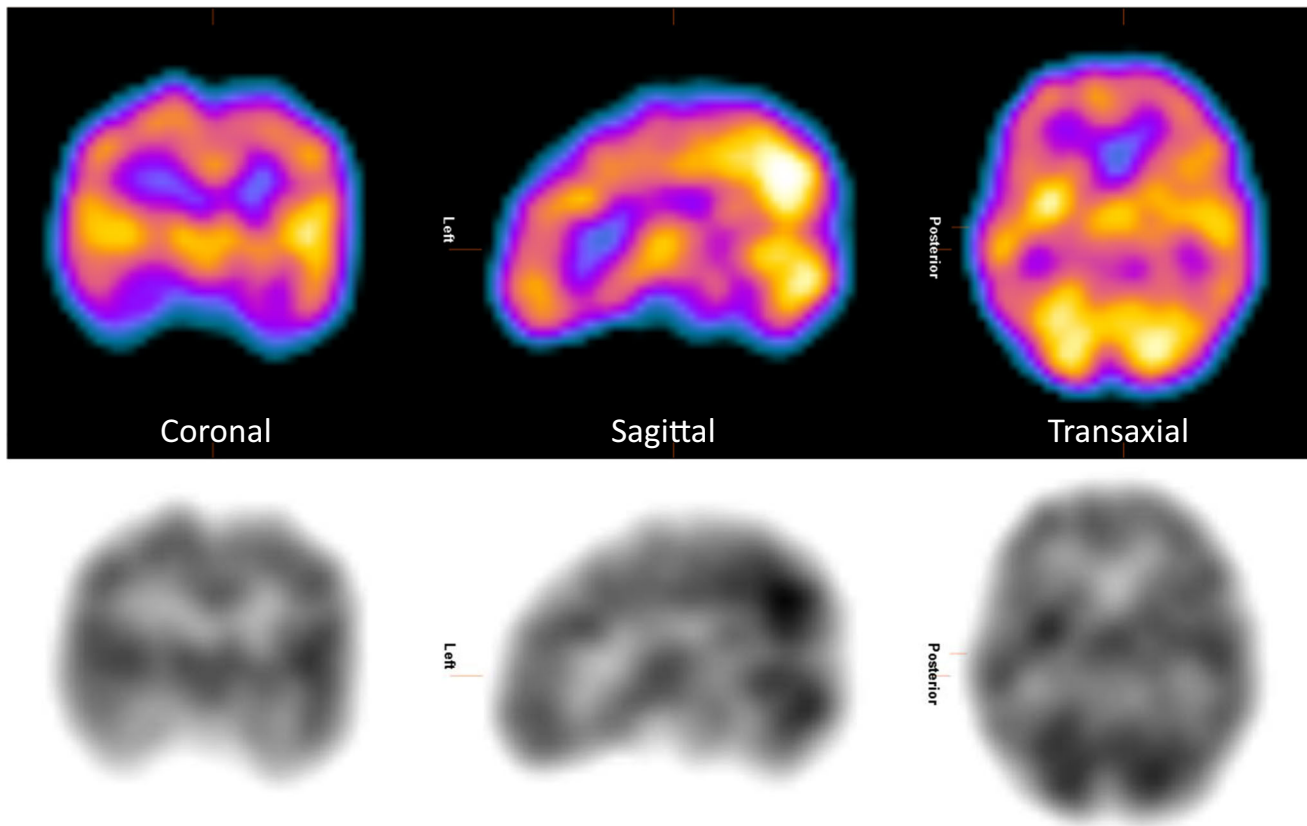 Left
Posterior
Coronal
Sagittal
Transaxial
Left
Posterior